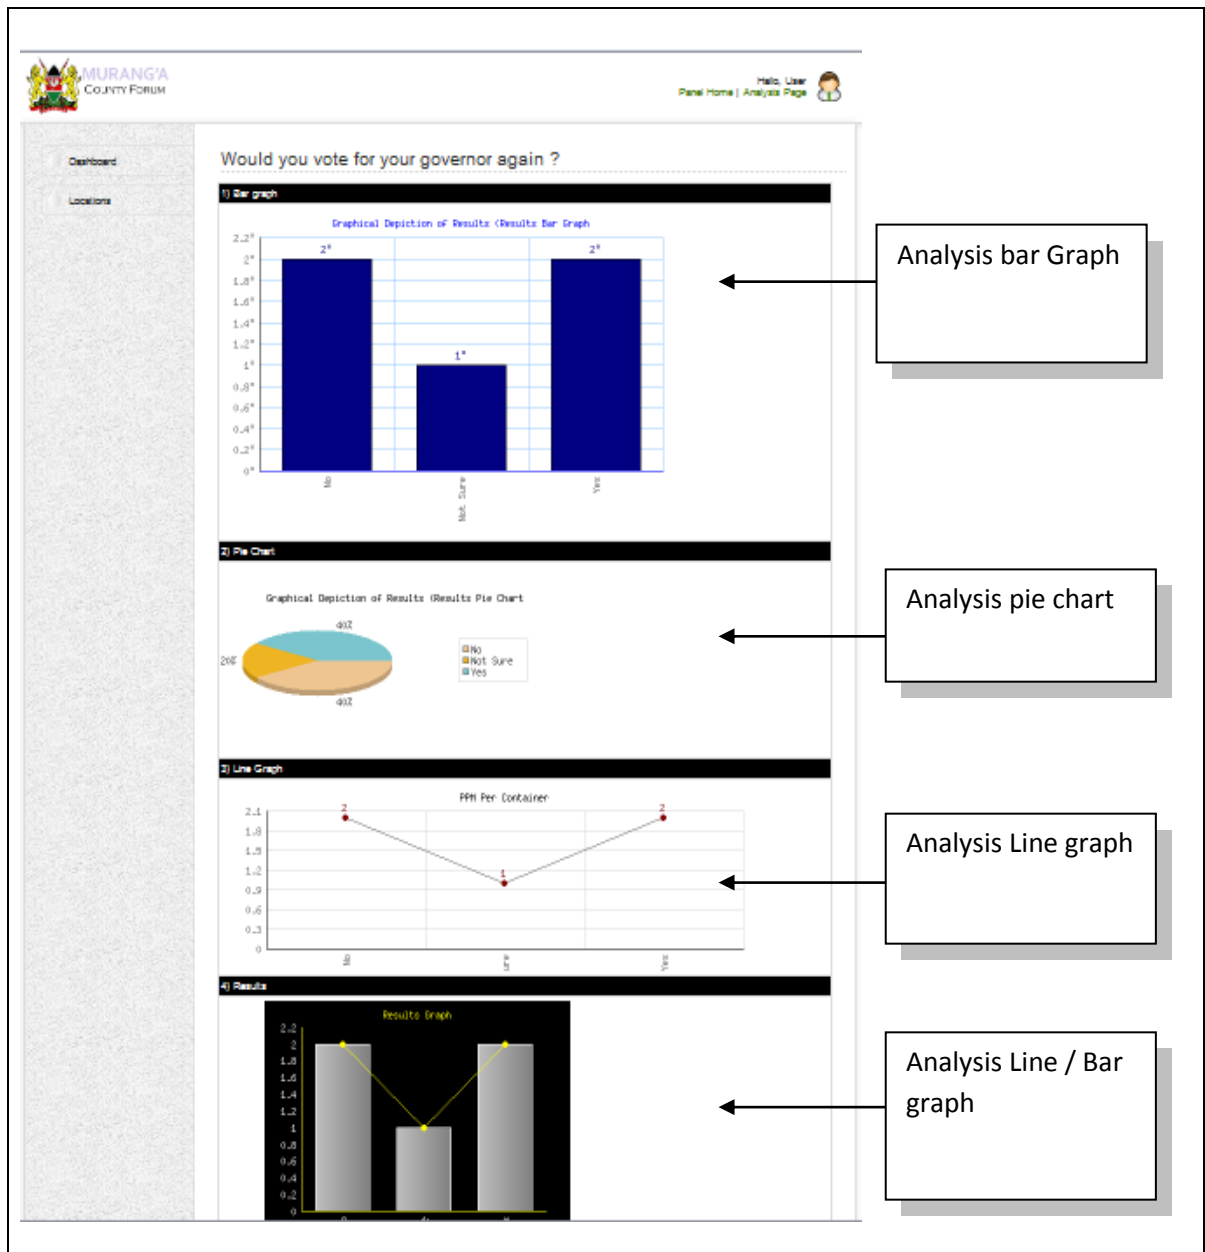 MURANG'A
COUNTY FORUM
Hello, User
Panel Home | Analysis Page
Dashboard
Locations
Would you vote for your governor again ?
1) Bar graph
Graphical Depiction of Results (Results Bar Graph
2.2"
2"
1.8"
1.6"
1.4"
1.2"
1"
0.8"
0.6"
0.4"
0.2"
0"
2"
1"
2"
No
Not Sure
Yes
Analysis bar Graph
2) Pie Chart
Graphical Depiction of Results (Results Pie Chart
40%
20%
40%
No
Not Sure
Yes
Analysis pie chart
3) Line Graph
PPM Per Container
2.1
1.8
1.5
1.2
0.9
0.6
0.3
0
2
1
2
No
ure
Yes
Analysis Line graph
4) Results
Results Graph
2.2
2
1.8
1.6
1.4
1.2
1
0.8
0.6
0.4
0.2
0
Analysis Line / Bar
graph